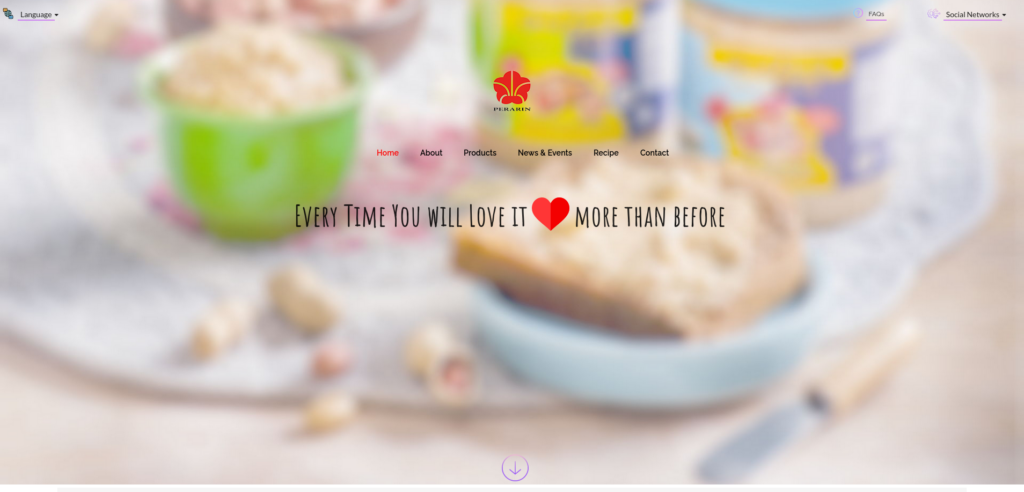 Language
FAQs
Social Networks
PERARIN
Home About Products News & Events Recipe Contact
Every Time You will Love it more than before